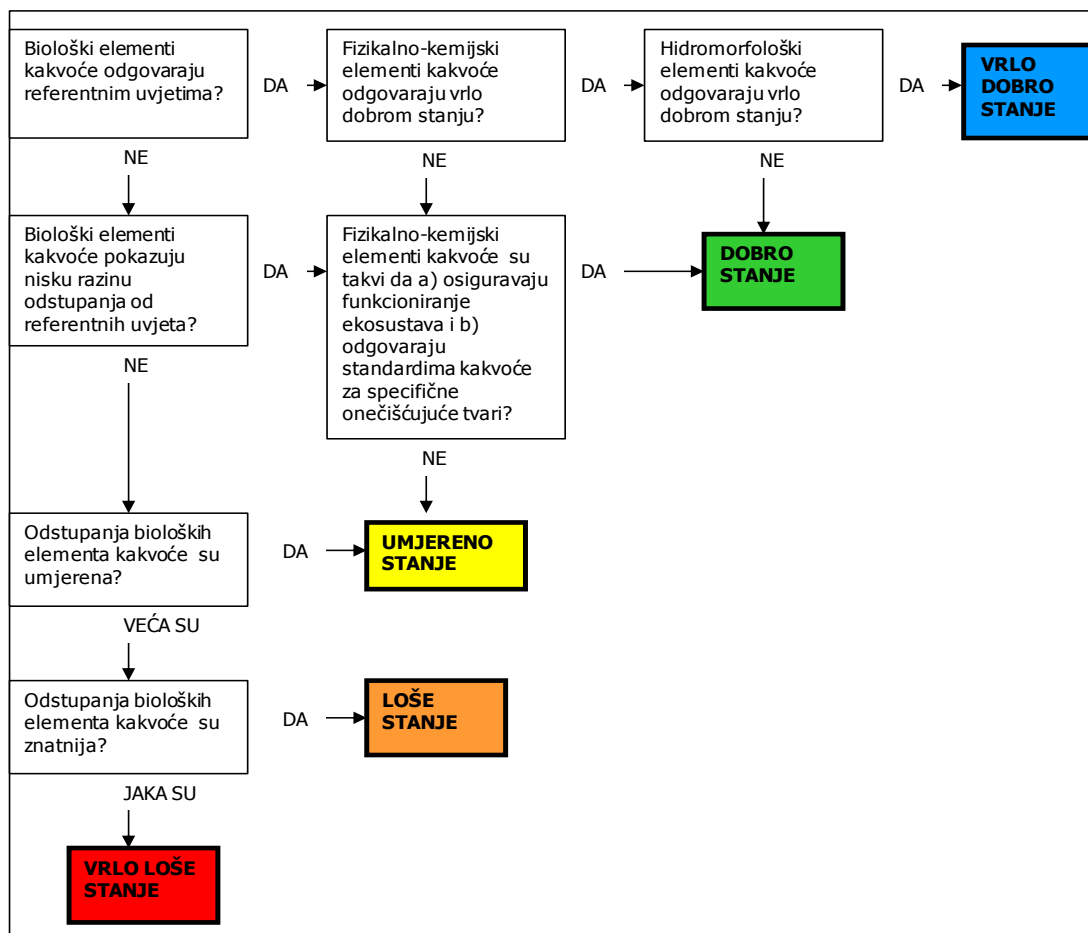 Biološki elementi
kakvoće odgovaraju
referentnim uvjetima?
DA
Fizikalno-kemijski
elementi kakvoće
odgovaraju vrlo
dobrom stanju?
DA
Hidromorfološki
elementi kakvoće
odgovaraju vrlo
dobrom stanju?
DA
VRLO
DOBRO
STANJE
NE
NE
NE
Biološki elementi
kakvoće pokazuju
nisku razinu
odstupanja od
referentnih uvjeta?
DA
Fizikalno-kemijski
elementi kakvoće su
takvi da a) osiguravaju
funkcioniranje
ekosustava i b)
odgovaraju
standardima kakvoće
za specifične
onečišćujuće tvari?
DA
DOBRO
STANJE
NE
NE
Odstupanja bioloških
elementa kakvoće su
umjerena?
DA
UMJERENO
STANJE
VEĆA SU
Odstupanja bioloških
elementa kakvoće su
znatnija?
DA
LOŠE
STANJE
JAKA SU
VRLO LOŠE
STANJE